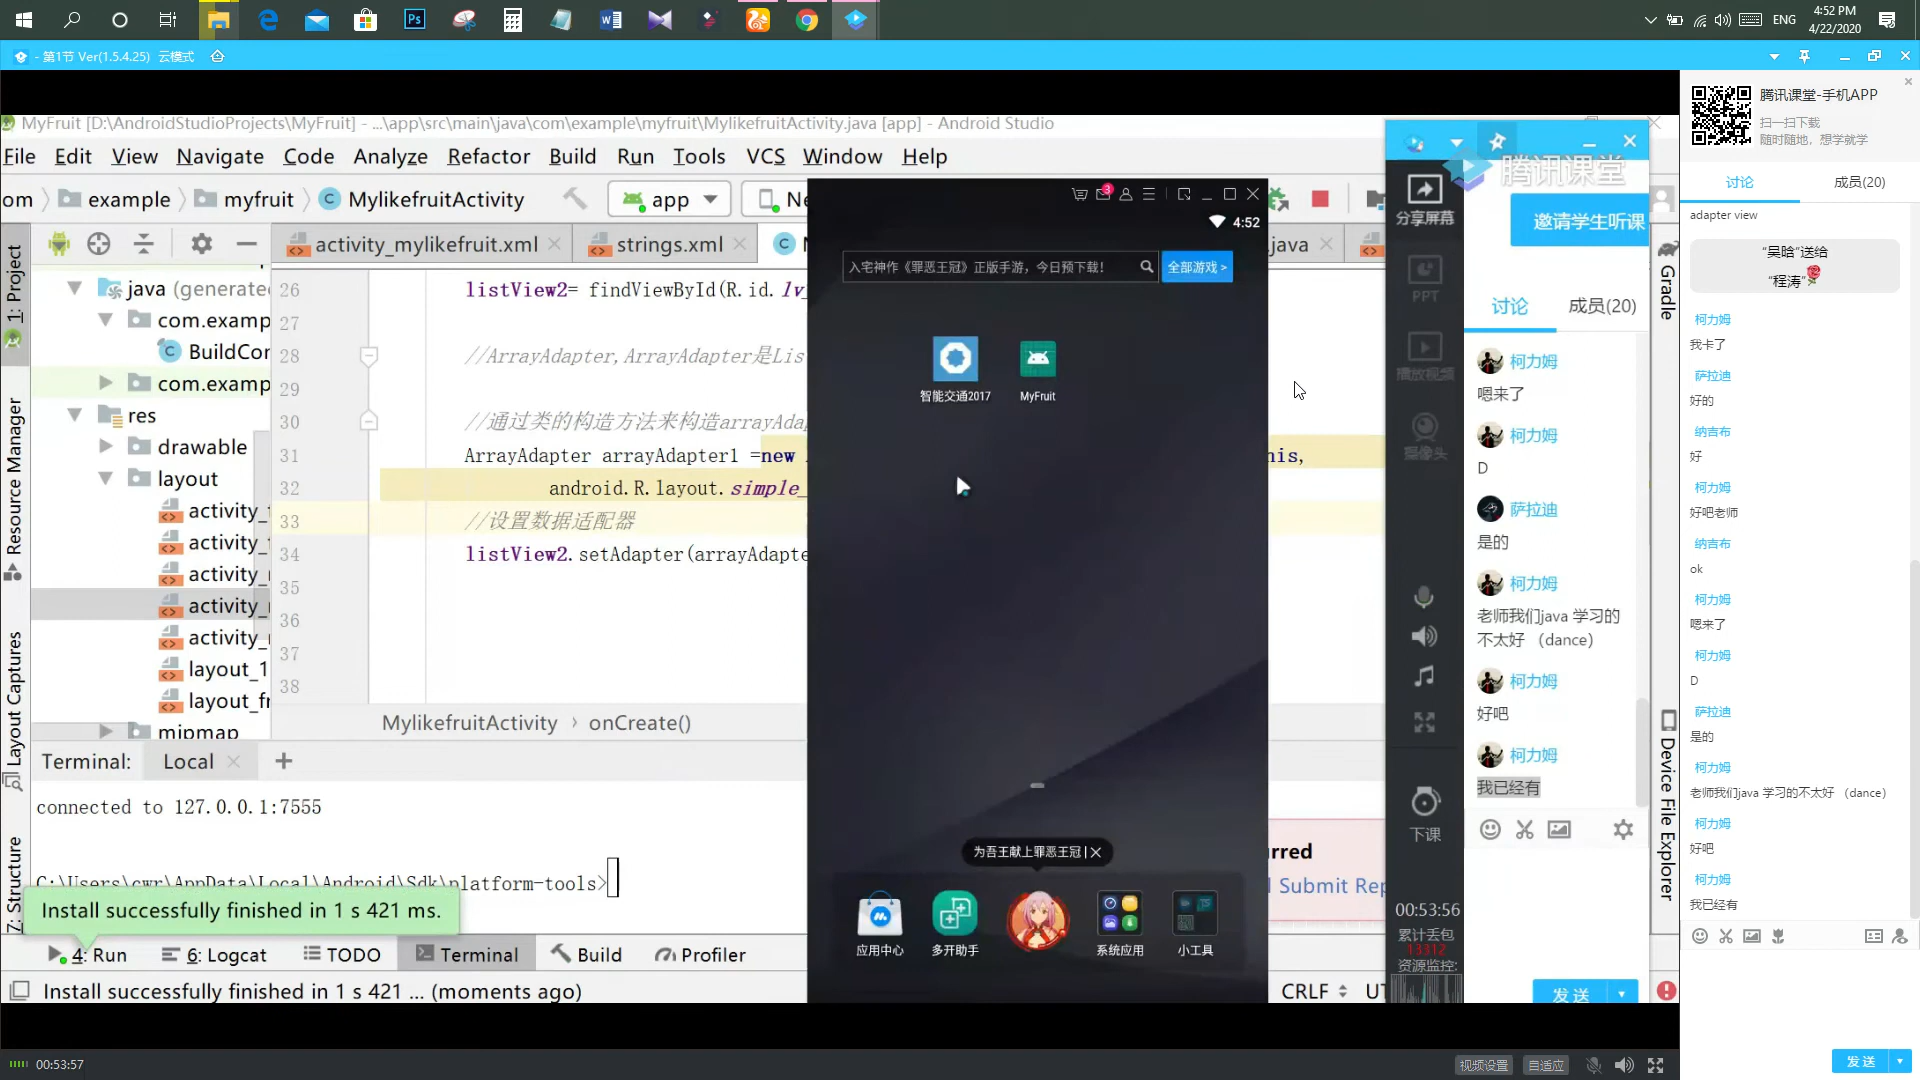 ENG
4:52 PM
4/22/2020
- 第1节 Ver(1.5.4.25) 云模式
MyFruit [D:\AndroidStudioProjects\MyFruit] - ...\app\src\main\java\com\example\myfruit\MylikefruitActivity.java [app] - Android Studio
File Edit View Navigate Code Analyze Refactor Build Run Tools VCS Window Help
om example myfruit MylikefruitActivity app Ne
activity_mylikefruit.xml strings.xml .java
1: Project
Resource Manager
Layout Captures
Z: Structure
java (generate
com.examp
BuildCor
com.examp
res
drawable
layout
activity_
activity_
activity_
activity_
activity_
layout_1
layout_fr
mipmap
26 listView2= findViewById(R.id.lv_
27
28 //ArrayAdapter,ArrayAdapter是Lis
29
30 //通过类的构造方法来构造arrayAda
31 ArrayAdapter arrayAdapter1 =new his,
32 android.R.layout.simple_
33 //设置数据适配器
34 listView2.setAdapter(arrayAdapte
35
36
37
38
MylikefruitActivity › onCreate()
Terminal: Local +
connected to 127.0.0.1:7555
C:\Users\cwr\AppData\Local\Android\Sdk\platform-tools>
Install successfully finished in 1 s 421 ms.
4: Run 6: Logcat TODO Terminal Build Profiler
Install successfully finished in 1 s 421 ... (moments ago)
CRLF UT
rred
Submit Rep
3
4:52
入宅神作《罪恶王冠》正版手游，今日预下载！
全部游戏 >
智能交通2017
MyFruit
为吾王献上罪恶王冠 | ✕
应用中心
多开助手
系统应用
小工具
腾讯课堂
分享屏幕
PPT
播放视频
摄像头
下课
00:53:56
累计丢包
13312
资源监控:
邀请学生听课
讨论 成员(20)
柯力姆
嗯来了
柯力姆
D
萨拉迪
是的
柯力姆
老师我们java 学习的
不太好 （dance）
柯力姆
好吧
柯力姆
我已经有
发 送
Gradle
Device File Explorer
腾讯课堂-手机APP
扫一扫下载
随时随地，想学就学
讨论 成员(20)
adapter view
“吴晗”送给
“程涛”
柯力姆
我卡了
萨拉迪
好的
纳吉布
好
柯力姆
好吧老师
纳吉布
ok
柯力姆
嗯来了
柯力姆
D
萨拉迪
是的
柯力姆
老师我们java 学习的不太好 （dance）
柯力姆
好吧
柯力姆
我已经有
发 送
00:53:57
视频设置 自适应